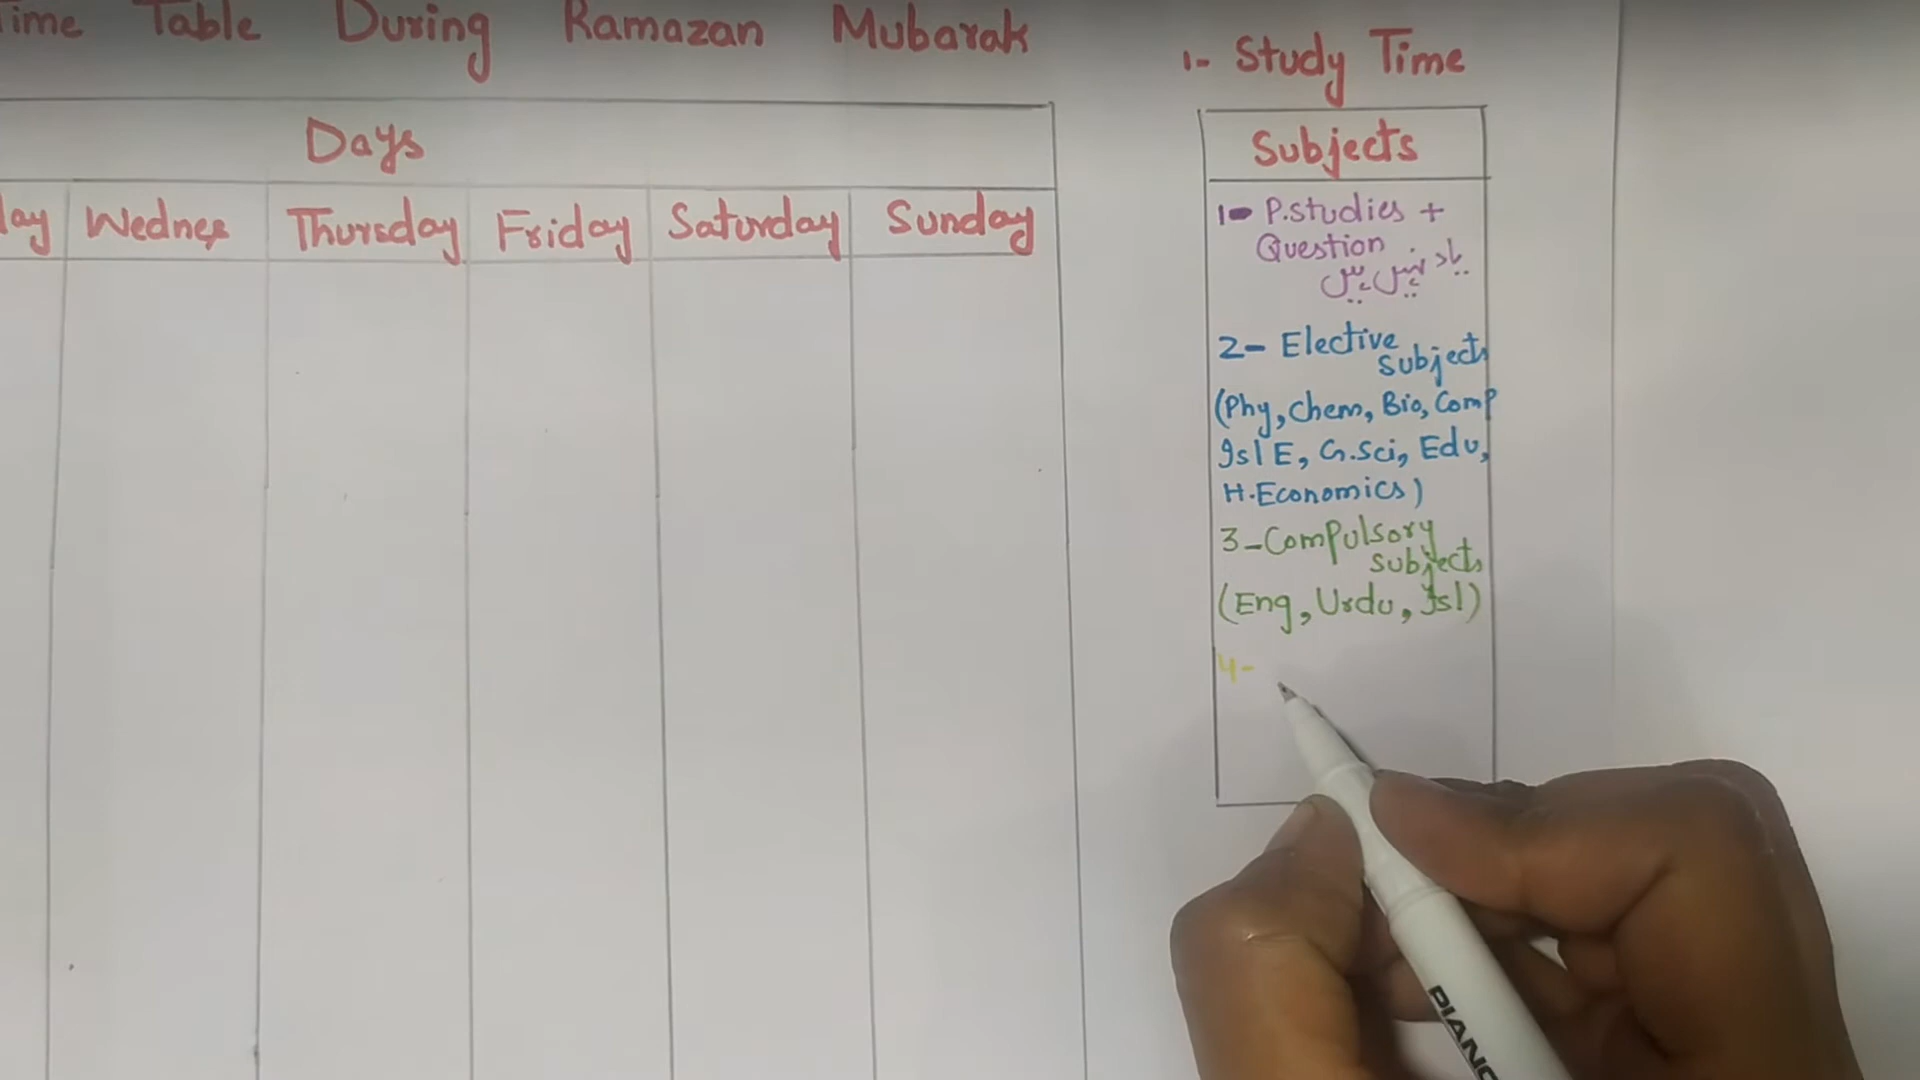 Time Table During Ramazan Mubarak
Days
day Wednes Thursday Friday Saturday Sunday
1- Study Time
Subjects
1- P.studies +
Question
یاد نہیں ہیں
2- Elective
Subjects
(Phy, Chem, Bio, Comp
Isl E, G.Sci, Edu,
H.Economics)
3-Compulsory
Subjects
(Eng, Urdu, Isl)
4-
PIANO